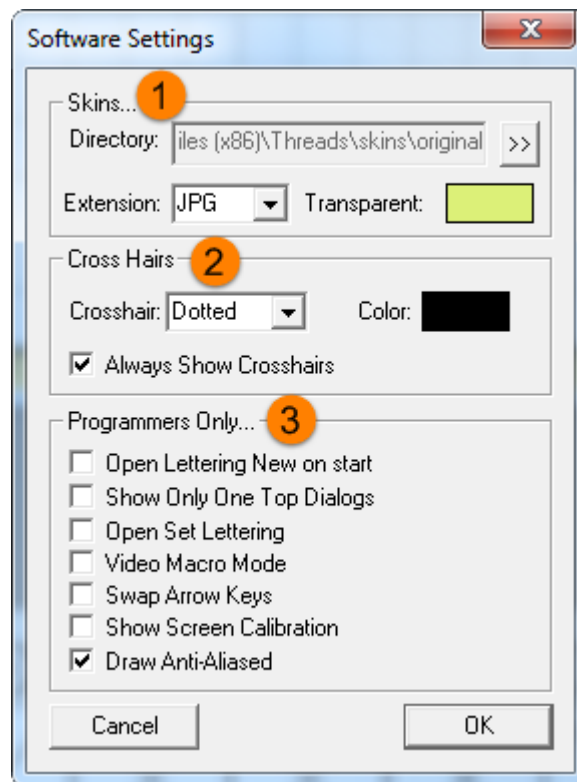 Software Settings
Skins... 1
Directory: iles (x86)\Threads\skins\original >>
Extension: JPG Transparent:
Cross Hairs 2
Crosshair: Dotted Color:
Always Show Crosshairs
Programmers Only... 3
Open Lettering New on start
Show Only One Top Dialogs
Open Set Lettering
Video Macro Mode
Swap Arrow Keys
Show Screen Calibration
Draw Anti-Aliased
Cancel OK